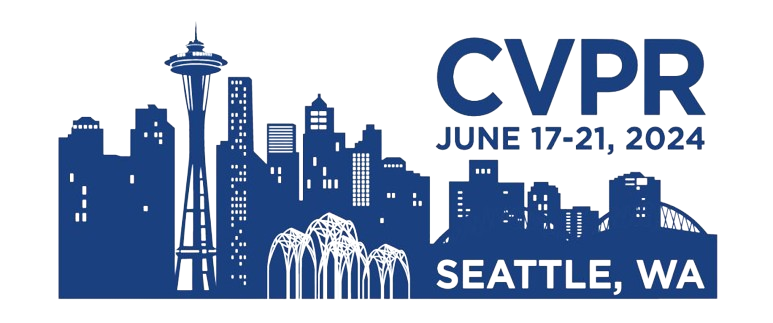 CVPR
JUNE 17-21, 2024
SEATTLE, WA